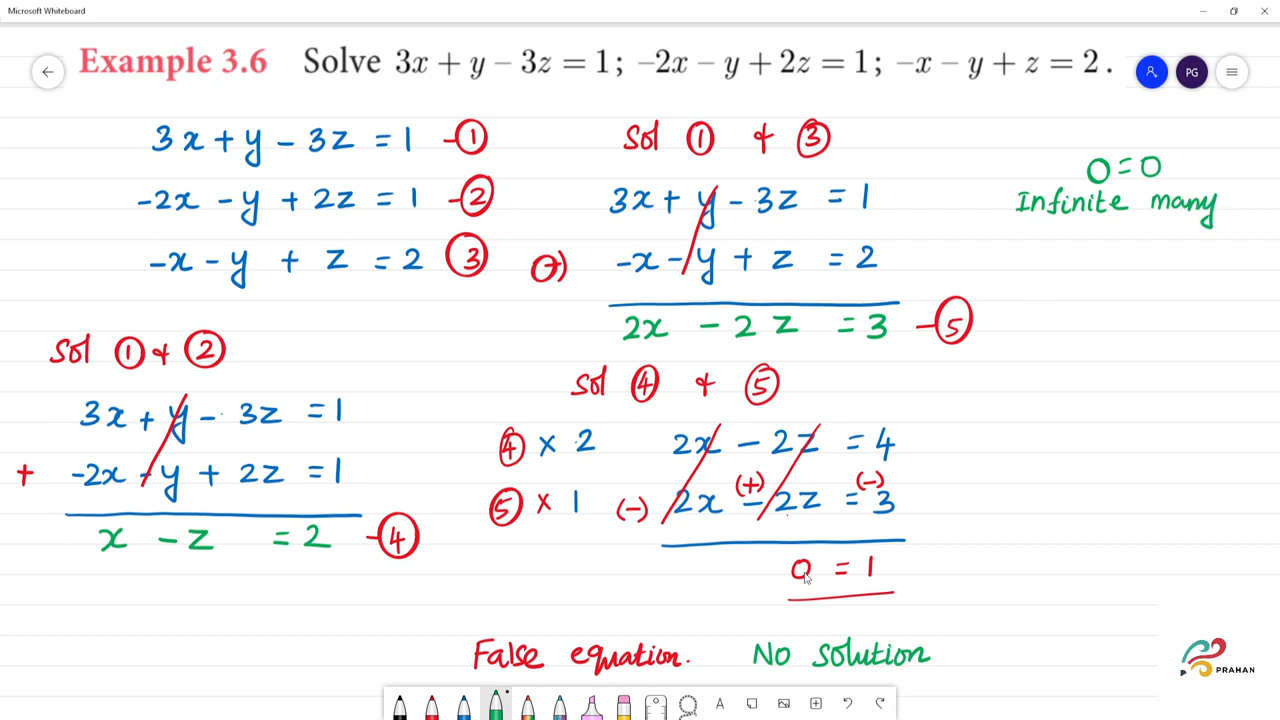 Microsoft Whiteboard
Example 3.6 Solve 3x + y – 3z = 1; –2x – y + 2z = 1; –x – y + z = 2.
PG
3x + y - 3z = 1 - ①
-2x - y + 2z = 1 - ②
-x - y + z = 2 ③
Sol ① & ②
3x + y - 3z = 1
+ -2x - y + 2z = 1
x - z = 2 - ④
Sol ① & ③
3x + y - 3z = 1
+) -x - y + z = 2
2x - 2z = 3 - ⑤
Sol ④ & ⑤
④ × 2 2x - 2z = 4
(+) (-)
⑤ × 1 (-) 2x - 2z = 3
0 = 1
False equation. No solution
0 = 0
Infinite many
A
PRAHAN